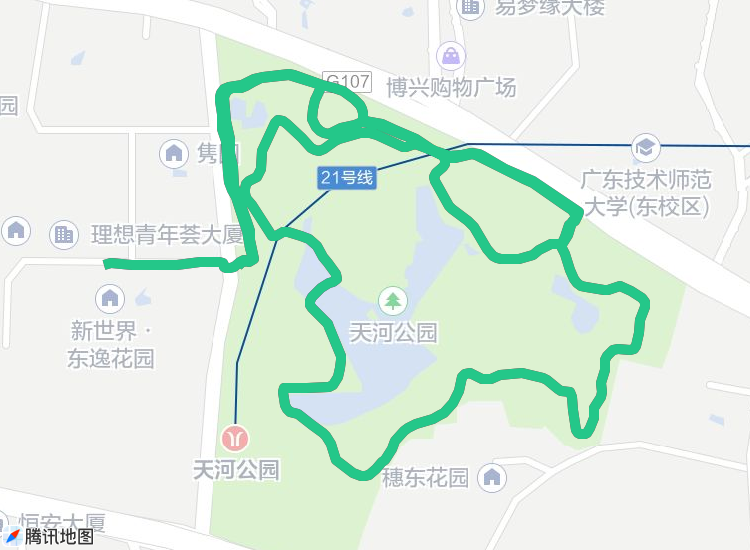 易梦缘大楼
G107
博兴购物广场
园
隽园
21号线
广东技术师范
大学(东校区)
理想青年荟大厦
新世界·
东逸花园
天河公园
天河公园
穗东花园
恒安大厦
腾讯地图